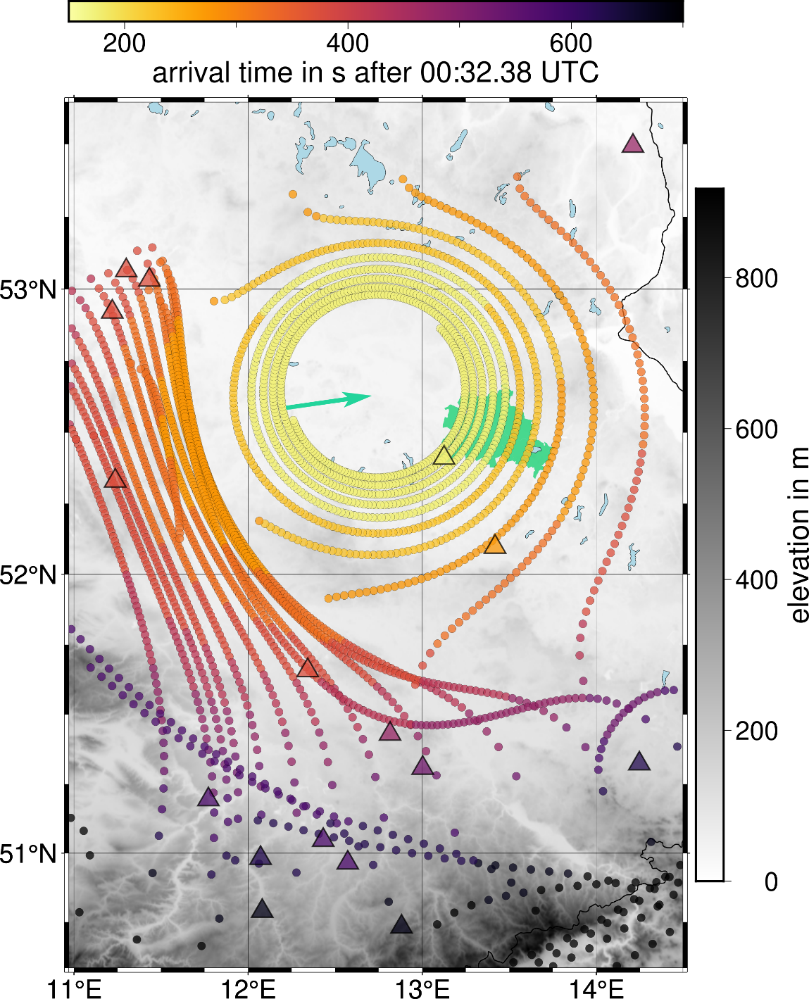 200 400 600
arrival time in s after 00:32.38 UTC
53°N
52°N
51°N
11°E 12°E 13°E 14°E
800
600
400
200
0
elevation in m